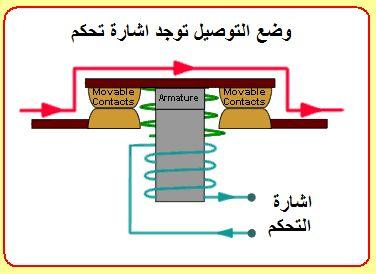 وضع التوصيل توجد اشارة تحكم
Movable
Contacts
Armature
Movable
Contacts
اشارة
التحكم